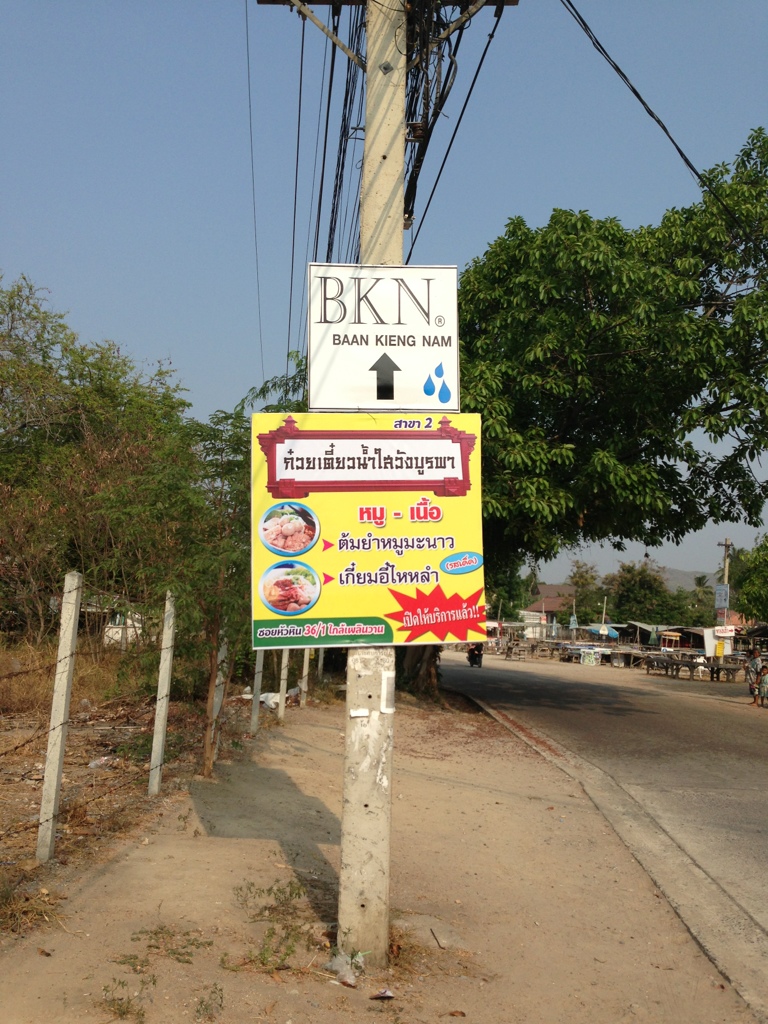 BKN®
BAAN KIENG NAM
สาขา 2
ก๋วยเตี๋ยวน้ำใสวังบูรพา
หมู - เนื้อ
ต้มยำหมูมะนาว
เกี๊ยมอี๋ไหหลำ
(รสเด็ด)
เปิดให้บริการแล้ว!!
ซอยหัวหิน 36/1 ใกล้เพลินวาน